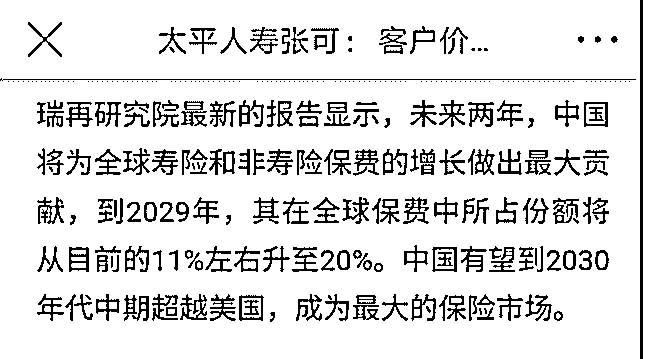 太平人寿张可： 客户价...
瑞再研究院最新的报告显示，未来两年，中国
将为全球寿险和非寿险保费的增长做出最大贡
献，到2029年，其在全球保费中所占份额将
从目前的11%左右升至20%。中国有望到2030
年代中期超越美国，成为最大的保险市场。